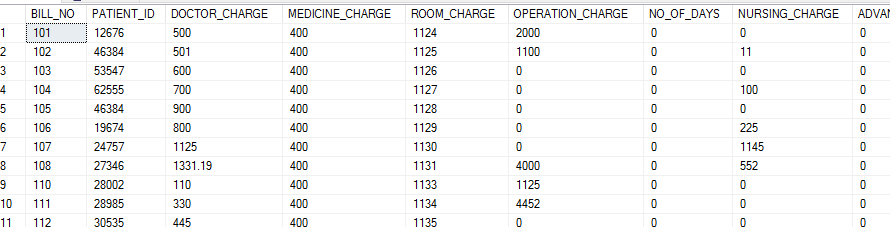 BILL_NO PATIENT_ID DOCTOR_CHARGE MEDICINE_CHARGE ROOM_CHARGE OPERATION_CHARGE NO_OF_DAYS NURSING_CHARGE ADVAN
1 101 12676 500 400 1124 2000 0 0 0
2 102 46384 501 400 1125 1100 0 11 0
3 103 53547 600 400 1126 0 0 0 0
4 104 62555 700 400 1127 0 0 100 0
5 105 46384 900 400 1128 0 0 0 0
6 106 19674 800 400 1129 0 0 225 0
7 107 24757 1125 400 1130 0 0 1145 0
8 108 27346 1331.19 400 1131 4000 0 552 0
9 110 28002 110 400 1133 1125 0 0 0
10 111 28985 330 400 1134 4452 0 0 0
11 112 30535 445 400 1135 0 0 0 0